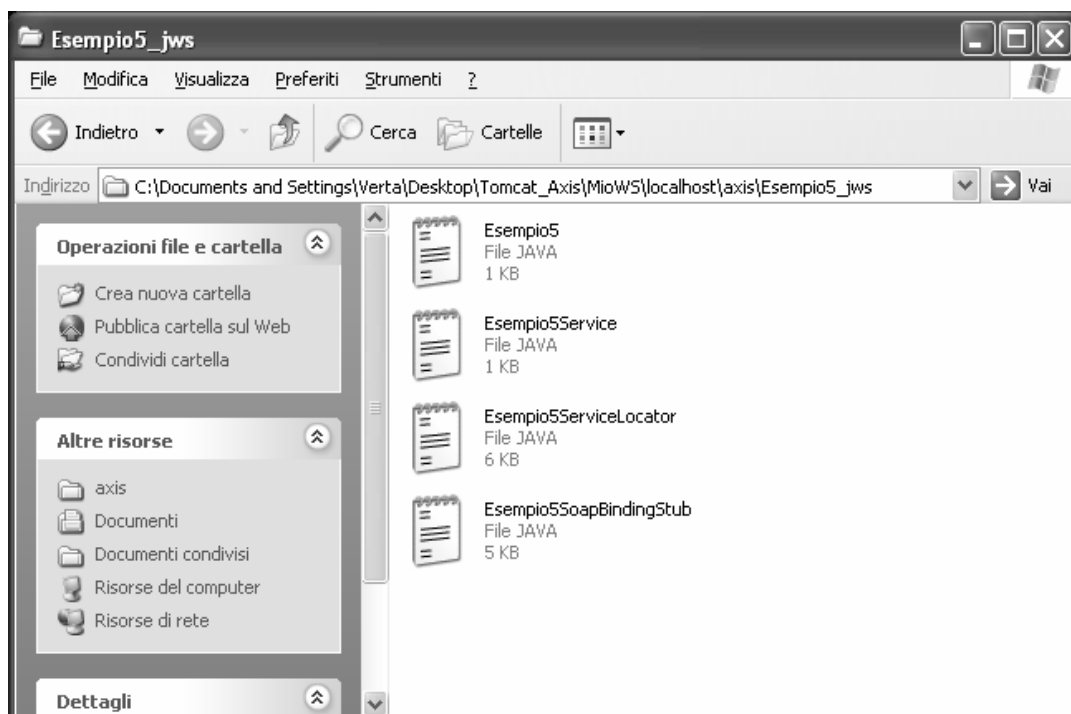 Esempio5_jws
File Modifica Visualizza Preferiti Strumenti ?
Indietro Cerca Cartelle
Indirizzo C:\Documents and Settings\Verta\Desktop\Tomcat_Axis\MioWS\localhost\axis\Esempio5_jws Vai
Operazioni file e cartella
Crea nuova cartella
Pubblica cartella sul Web
Condividi cartella
Altre risorse
axis
Documenti
Documenti condivisi
Risorse del computer
Risorse di rete
Dettagli
Esempio5
File JAVA
1 KB
Esempio5Service
File JAVA
1 KB
Esempio5ServiceLocator
File JAVA
6 KB
Esempio5SoapBindingStub
File JAVA
5 KB